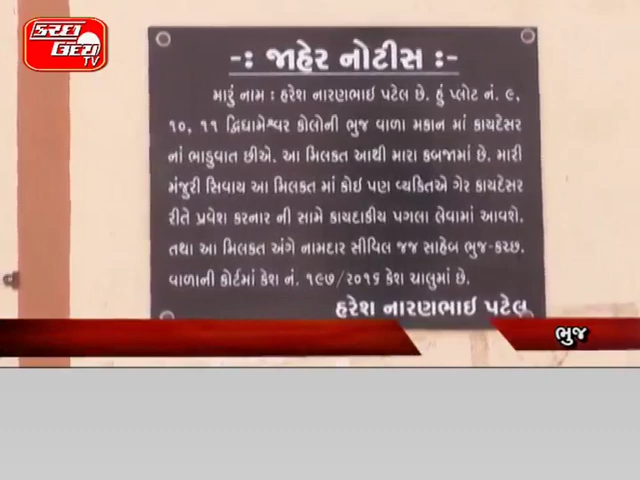 કચ્છ
ઉદય
TV
-: જાહેર નોટીસ :-
મારું નામ : હરેશ નારણભાઇ પટેલ છે. હું પ્લોટ નં. ૯,
૧૦, ૧૧ દ્વિધામેશ્વર કોલોની ભુજ વાળા મકાન માં કાયદેસર
નાં ભાડુવાત છીએ. આ મિલકત આથી મારા કબજામાં છે. મારી
મંજુરી સિવાય આ મિલકત માં કોઇ પણ વ્યકિતએ ગેર કાયદેસર
રીતે પ્રવેશ કરનાર ની સામે કાયદાકીય પગલા લેવામાં આવશે.
તથા આ મિલકત અંગે નામદાર સીવિલ જજ સાહેબ ભુજ-કચ્છ.
વાળાની કોર્ટમાં કેશ નં. ૧૯૭/૨૦૧૬ કેશ ચાલુમાં છે.
હરેશ નારણભાઇ પટેલ
ભુજ